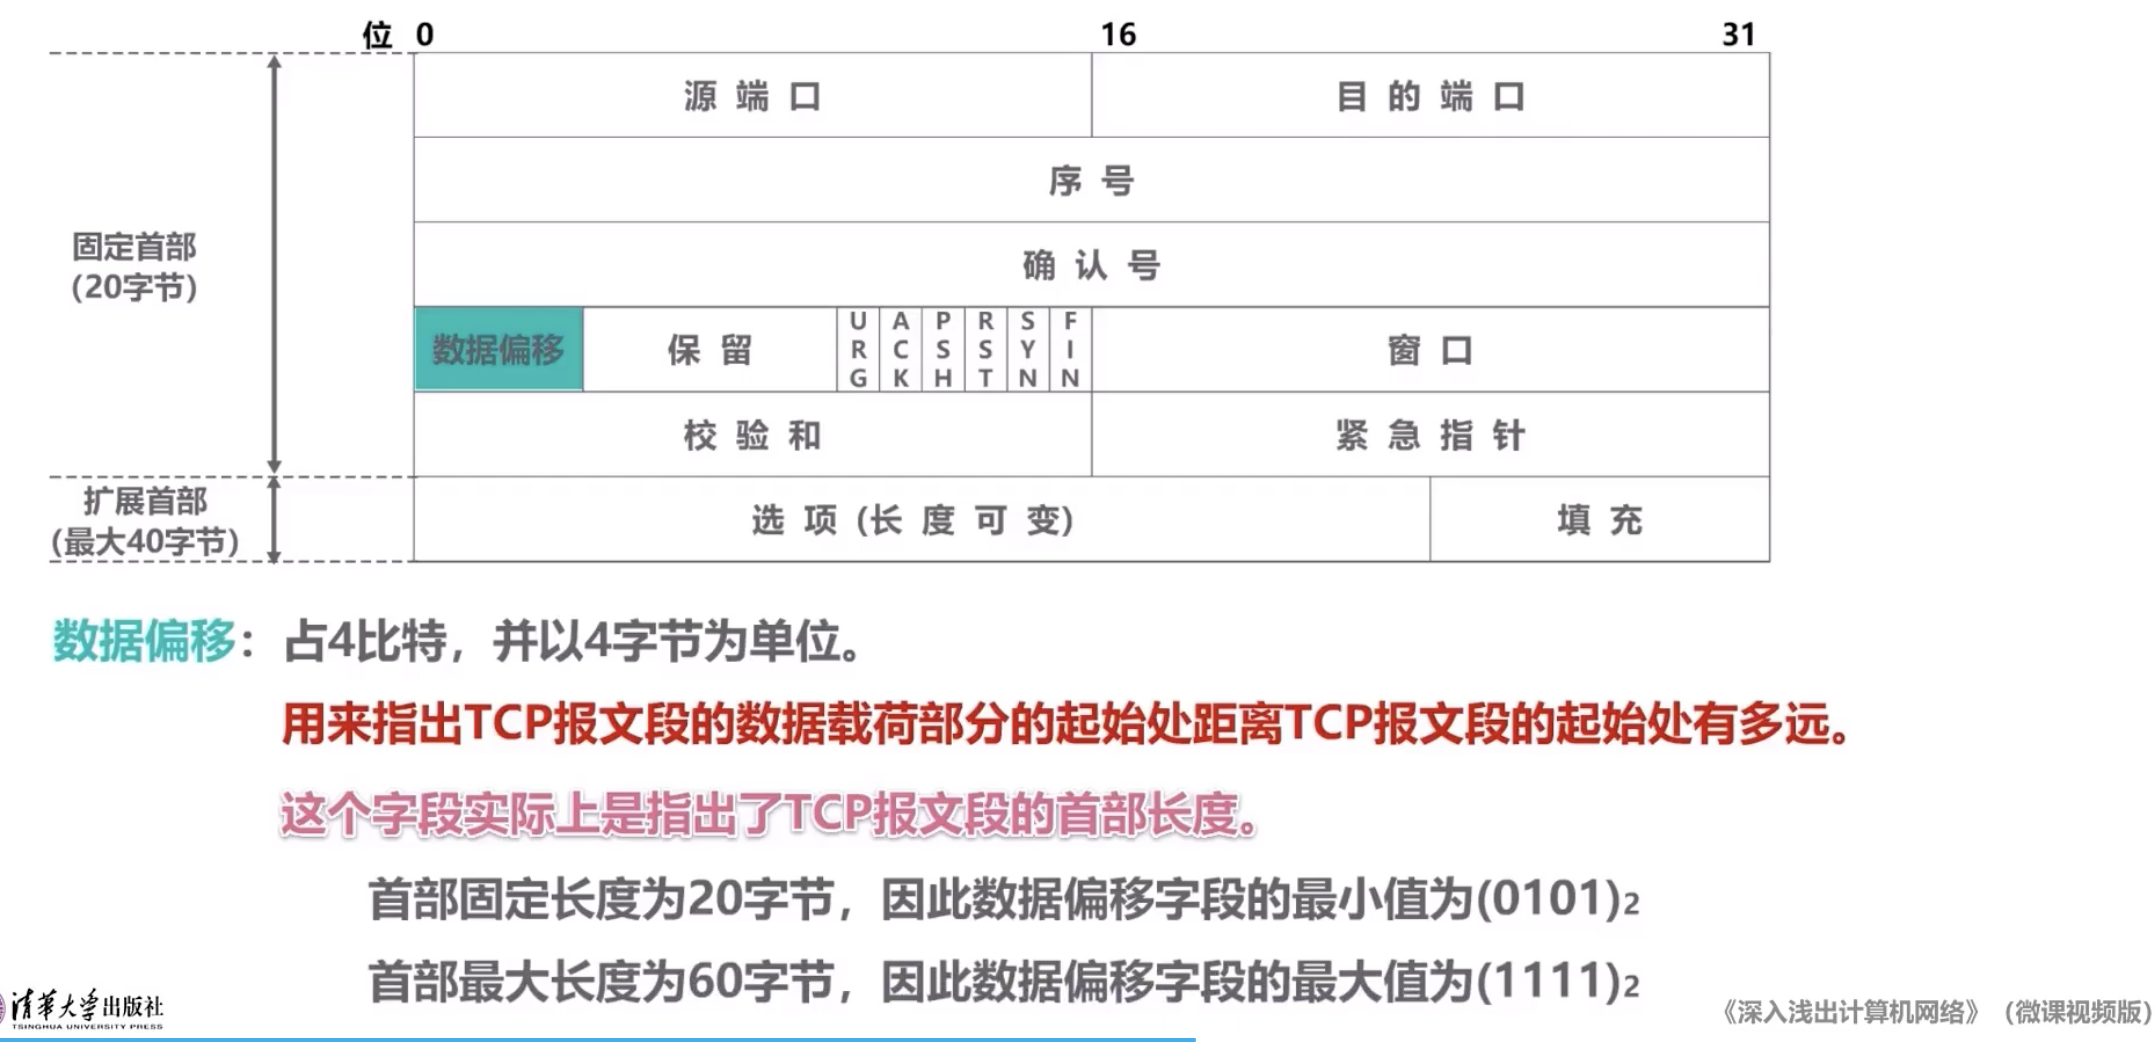 位 0 16 31
源 端 口 目 的 端 口
序 号
确 认 号
固定首部
(20字节)
数据偏移 保 留 URG ACK PSH RST SYN FIN 窗 口
校 验 和 紧 急 指 针
扩展首部
(最大40字节)
选 项 (长 度 可 变) 填 充
数据偏移：占4比特，并以4字节为单位。
用来指出TCP报文段的数据载荷部分的起始处距离TCP报文段的起始处有多远。
这个字段实际上是指出了TCP报文段的首部长度。
首部固定长度为20字节，因此数据偏移字段的最小值为(0101)₂
首部最大长度为60字节，因此数据偏移字段的最大值为(1111)₂
清华大学出版社
TSINGHUA UNIVERSITY PRESS
《深入浅出计算机网络》（微课视频版）